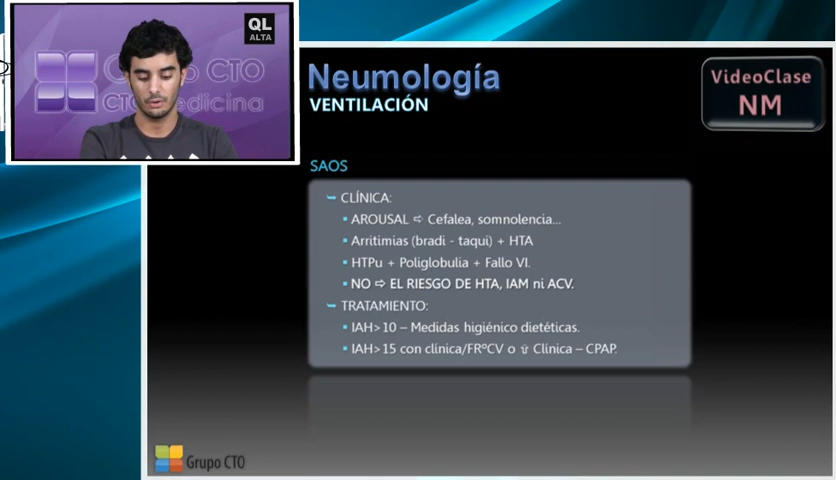 QL
ALTA
Grupo CTO
CTO Medicina
Neumología
VENTILACIÓN
VideoClase
NM
SAOS
CLÍNICA:
AROUSAL ⇨ Cefalea, somnolencia...
Arritimias (bradi - taqui) + HTA
HTPu + Poliglobulia + Fallo VI.
NO ⇨ EL RIESGO DE HTA, IAM ni ACV.
TRATAMIENTO:
IAH>10 – Medidas higiénico dietéticas.
IAH>15 con clínica/FRºCV o ⇧ Clínica – CPAP.
Grupo CTO